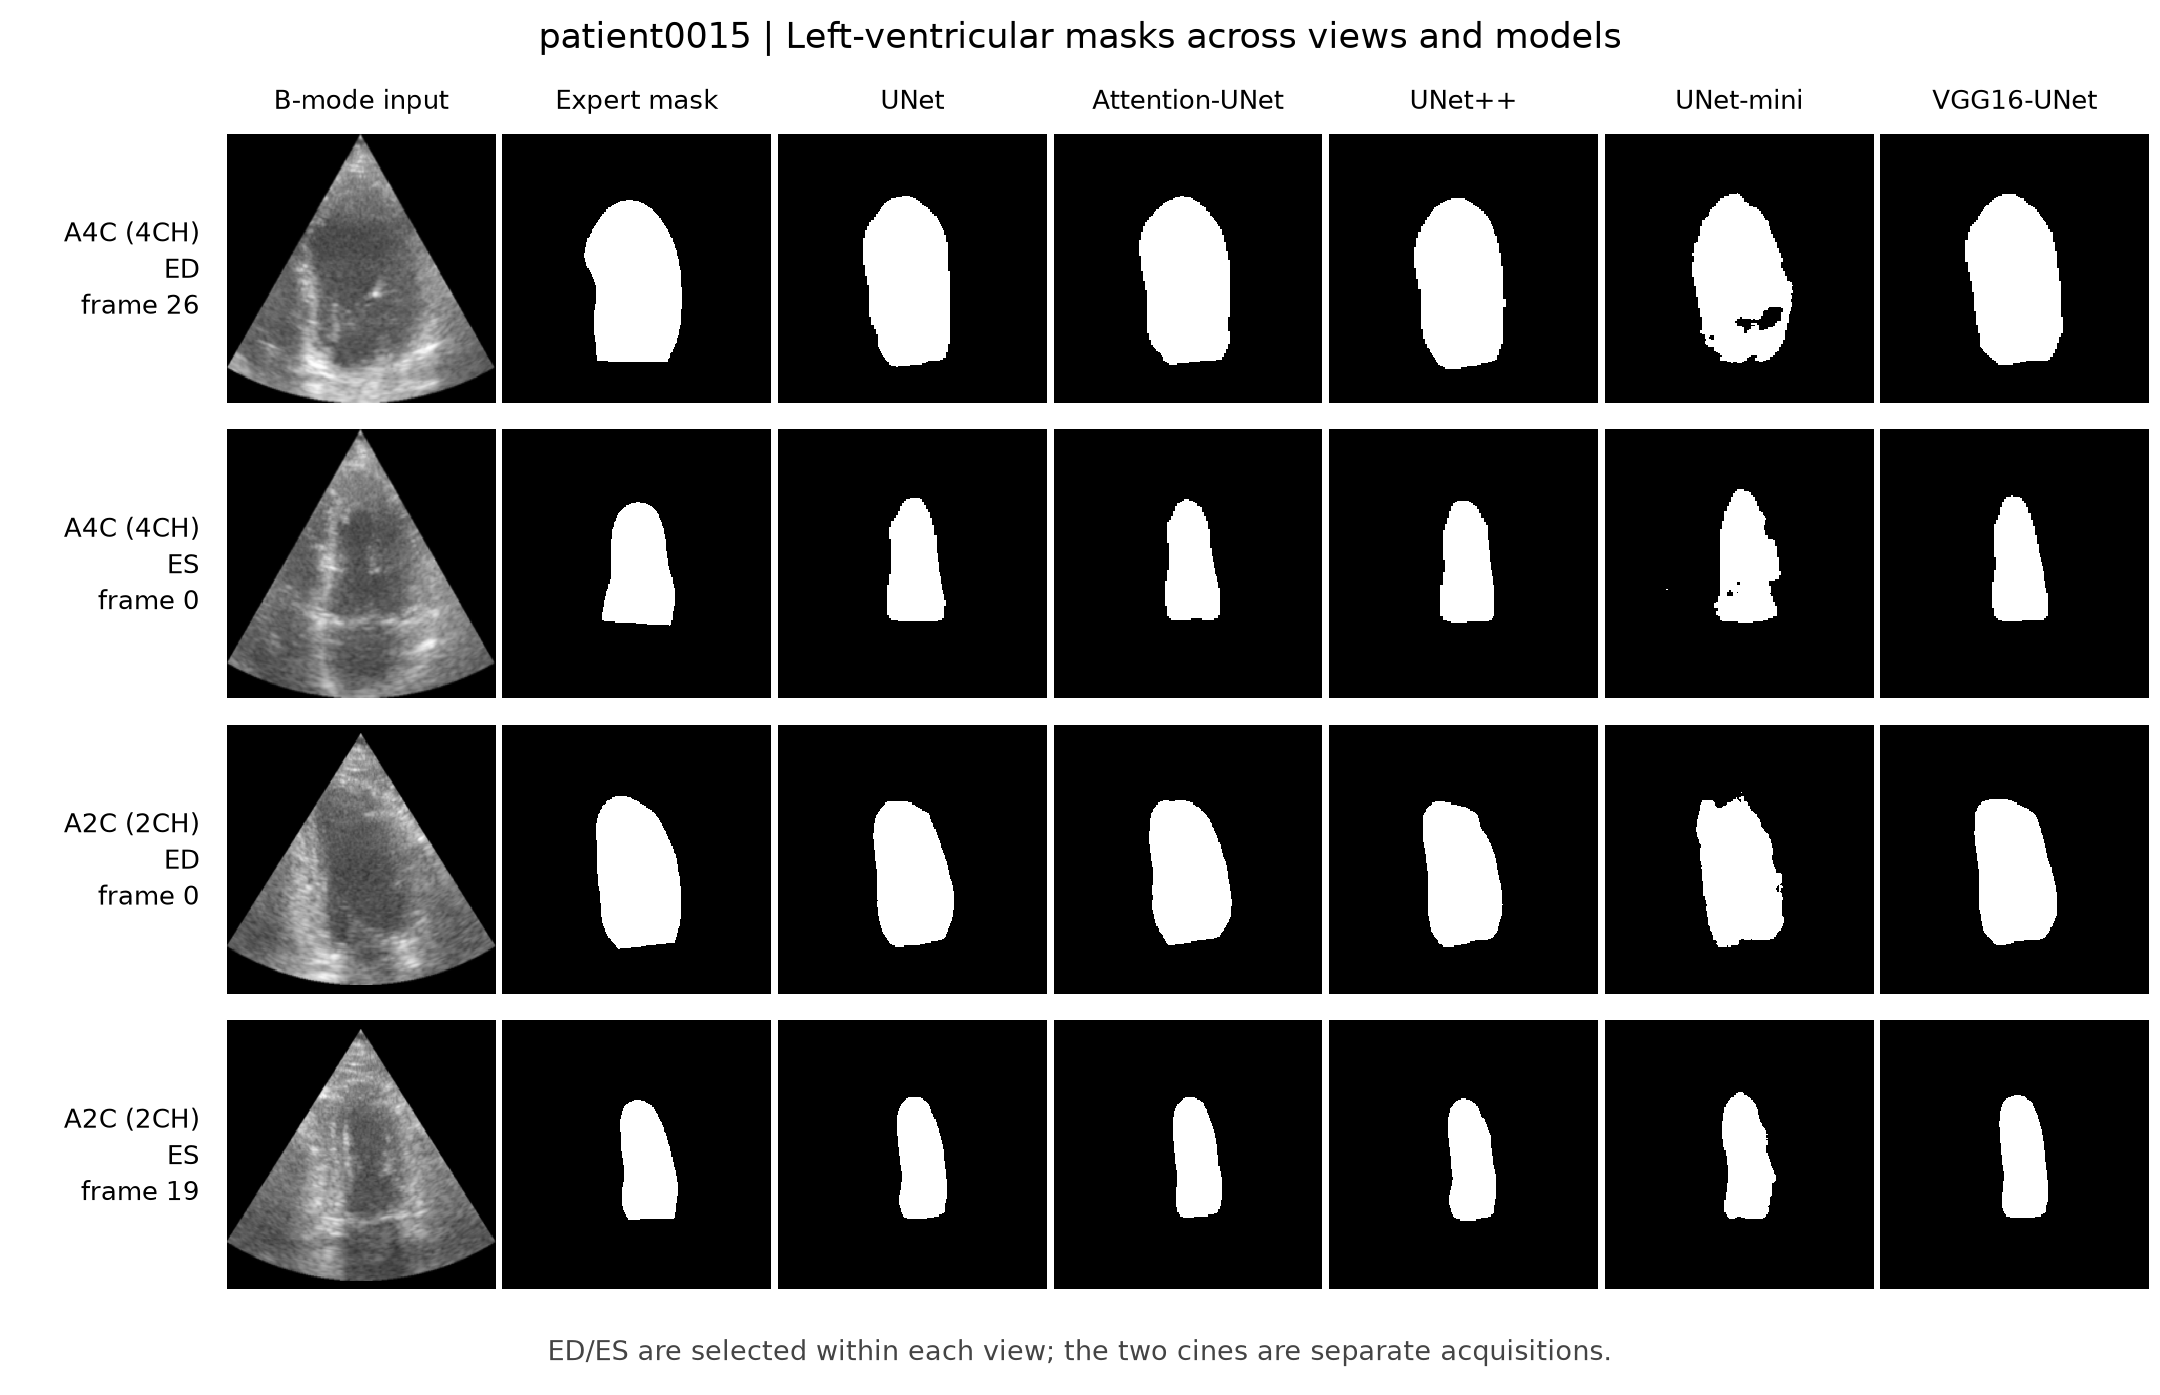 patient0015 | Left-ventricular masks across views and models
B-mode input
Expert mask
UNet
Attention-UNet
UNet++
UNet-mini
VGG16-UNet
A4C (4CH)
ED
frame 26
A4C (4CH)
ES
frame 0
A2C (2CH)
ED
frame 0
A2C (2CH)
ES
frame 19
ED/ES are selected within each view; the two cines are separate acquisitions.